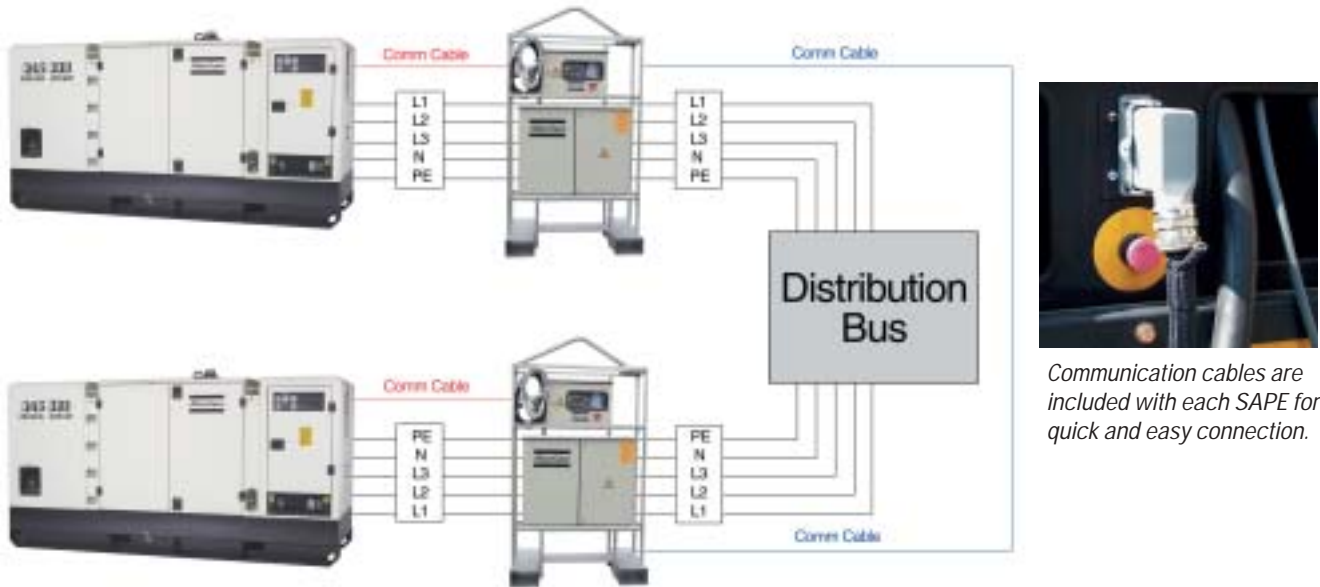 Comm Cable
Comm Cable
L1
L2
L3
N
PE
L1
L2
L3
N
PE
Distribution
Bus
Comm Cable
PE
N
L3
L2
L1
PE
N
L3
L2
L1
Comm Cable
Communication cables are
included with each SAPE for
quick and easy connection.